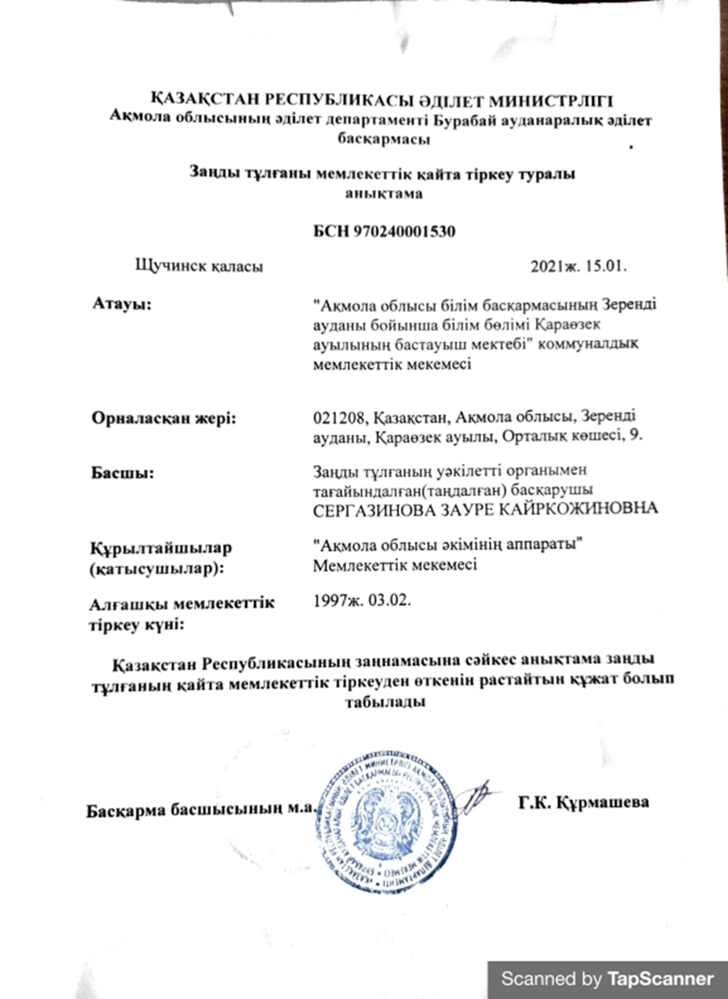 ҚАЗАҚСТАН РЕСПУБЛИКАСЫ ӘДІЛЕТ МИНИСТРЛІГІ
Ақмола облысының әділет департаменті Бурабай ауданаралық әділет
басқармасы
Заңды тұлғаны мемлекеттік қайта тіркеу туралы
анықтама
БСН 970240001530
Щучинск қаласы 2021ж. 15.01.
Атауы: "Ақмола облысы білім басқармасының Зеренді
ауданы бойынша білім бөлімі Қараөзек
ауылының бастауыш мектебі" коммуналдық
мемлекеттік мекемесі
Орналасқан жері: 021208, Қазақстан, Ақмола облысы, Зеренді
ауданы, Қараөзек ауылы, Орталық көшесі, 9.
Басшы: Заңды тұлғаның уәкілетті органымен
тағайындалған(таңдалған) басқарушы
СЕРГАЗИНОВА ЗАУРЕ КАЙРКОЖИНОВНА
Құрылтайшылар "Ақмола облысы әкімінің аппараты"
(қатысушылар): Мемлекеттік мекемесі
Алғашқы мемлекеттік 1997ж. 03.02.
тіркеу күні:
Қазақстан Республикасының заңнамасына сәйкес анықтама заңды
тұлғаның қайта мемлекеттік тіркеуден өткенін растайтын құжат болып
табылады
Басқарма басшысының м.а. Г.К. Құрмашева
Scanned by TapScanner